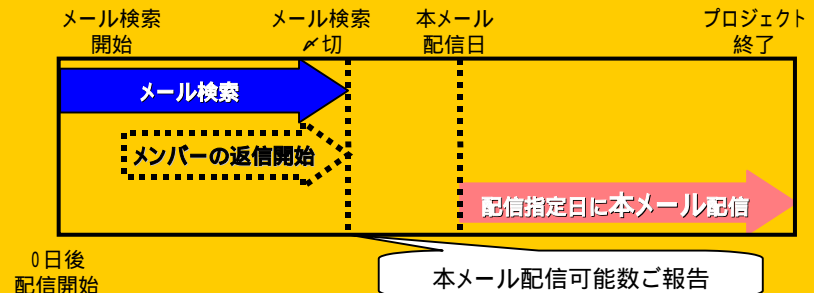 メール検索
開始
メール検索
〆切
本メール
配信日
プロジェクト
終了
メール検索
メンバーの返信開始
配信指定日に本メール配信
0日後
配信開始
本メール配信可能数ご報告